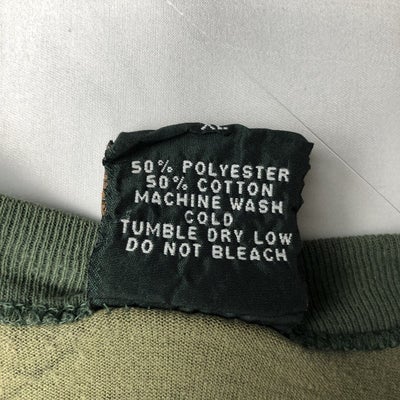 XL
50% POLYESTER
50% COTTON
MACHINE WASH
COLD
TUMBLE DRY LOW
DO NOT BLEACH